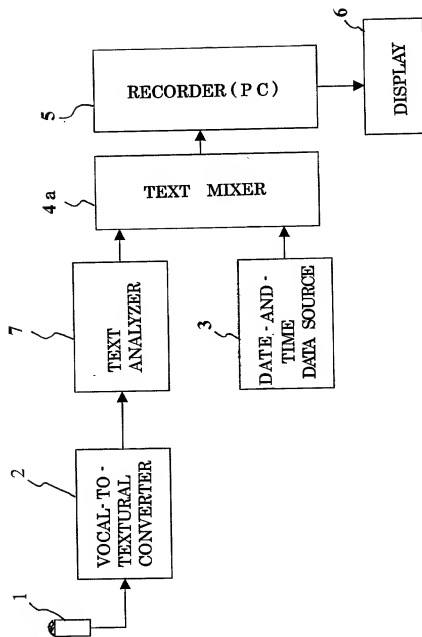 1
2
VOCAL-TO-
TEXTURAL
CONVERTER
7
TEXT
ANALYZER
3
DATE-AND-
TIME
DATA SOURCE
4a
TEXT MIXER
5
RECORDER(PC)
6
DISPLAY